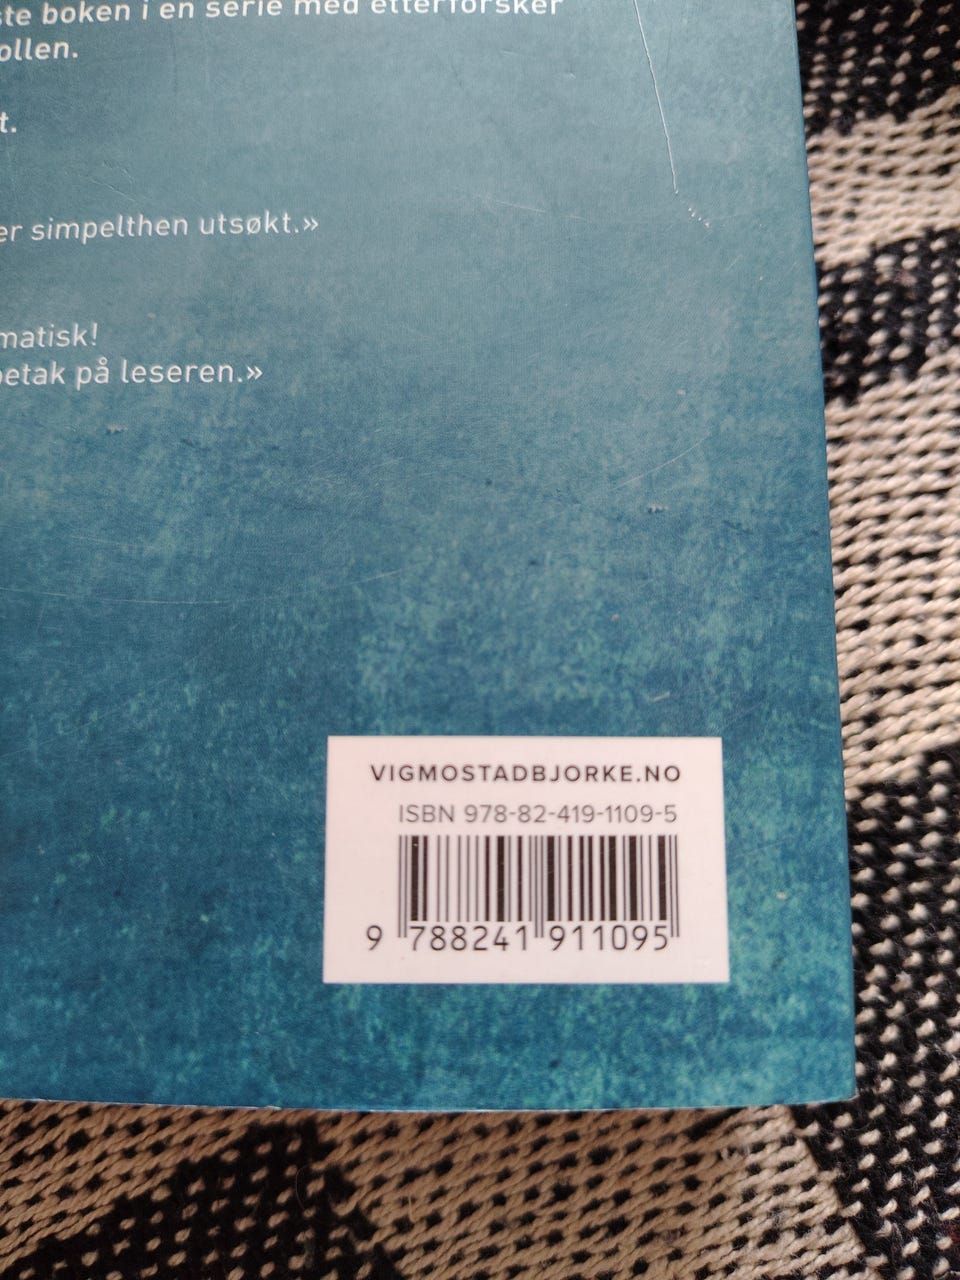 boken i en serie med etterforsker
t.
er simpelthen utsøkt.»
på leseren.»
VIGMOSTADBJORKE.NO
ISBN 978-82-419-1109-5
9 788241 911095